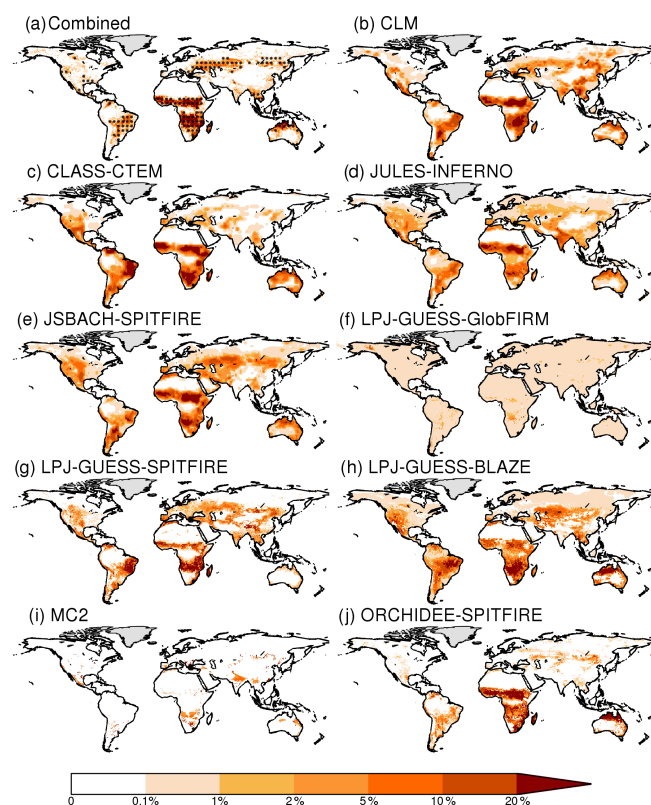 (a) Combined
(b) CLM
c) CLASS-CTEM
(d) JULES-INFERNO
(e) JSBACH-SPITFIRE
(f) LPJ-GUESS-GlobFIRM
(g) LPJ-GUESS-SPITFIRE
(h) LPJ-GUESS-BLAZE
(i) MC2
(j) ORCHIDEE-SPITFIRE
0 0.1% 1% 2% 5% 10% 20%